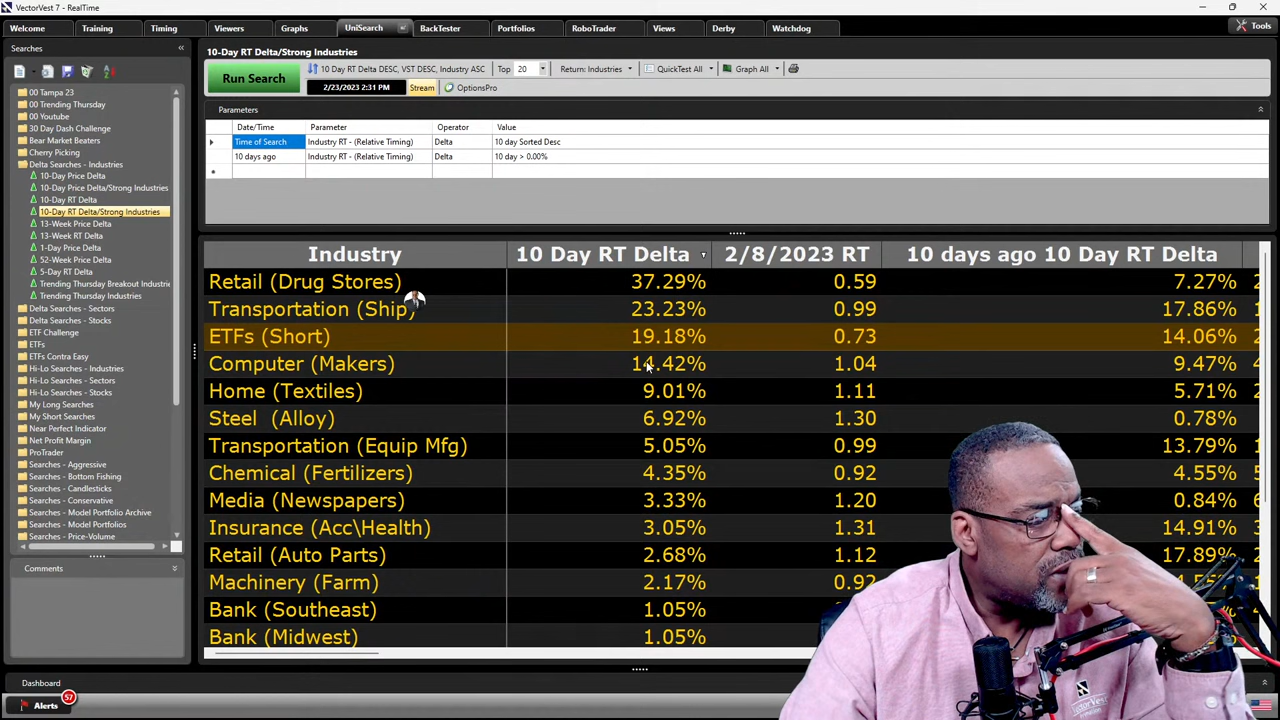 VectorVest 7 - RealTime
Welcome Training Timing Viewers Graphs UniSearch BackTester Portfolios RoboTrader Views Derby Watchdog Tools
Searches
00 Tampa 23
00 Trending Thursday
00 Youtube
30 Day Dash Challenge
Bear Market Beaters
Cherry Picking
Delta Searches - Industries
10-Day Price Delta
10-Day Price Delta/Strong Industries
10-Day RT Delta
10-Day RT Delta/Strong Industries
13-Week Price Delta
13-Week RT Delta
1-Day Price Delta
52-Week Price Delta
5-Day RT Delta
Trending Thursday Breakout Industrie
Trending Thursday Industries
Delta Searches - Sectors
Delta Searches - Stocks
ETF Challenge
ETFs
ETFs Contra Easy
Hi-Lo Searches - Industries
Hi-Lo Searches - Sectors
Hi-Lo Searches - Stocks
My Long Searches
My Short Searches
Near Perfect Indicator
Net Profit Margin
ProTrader
Searches - Aggressive
Searches - Bottom Fishing
Searches - Candlesticks
Searches - Conservative
Searches - Model Portfolio Archive
Searches - Model Portfolios
Searches - Price-Volume
Comments
10-Day RT Delta/Strong Industries
Run Search
10 Day RT Delta DESC, VST DESC, Industry ASC Top 20 Return: Industries QuickTest All Graph All
2/23/2023 2:31 PM Stream OptionsPro
Parameters
Date/Time Parameter Operator Value
Time of Search Industry RT - (Relative Timing) Delta 10 day Sorted Desc
10 days ago Industry RT - (Relative Timing) Delta 10 day > 0.00%
Industry 10 Day RT Delta 2/8/2023 RT 10 days ago 10 Day RT Delta
Retail (Drug Stores) 37.29% 0.59 7.27%
Transportation (Ship) 23.23% 0.99 17.86%
ETFs (Short) 19.18% 0.73 14.06%
Computer (Makers) 14.42% 1.04 9.47%
Home (Textiles) 9.01% 1.11 5.71%
Steel (Alloy) 6.92% 1.30 0.78%
Transportation (Equip Mfg) 5.05% 0.99 13.79%
Chemical (Fertilizers) 4.35% 0.92 4.55%
Media (Newspapers) 3.33% 1.20 0.84%
Insurance (Acc\Health) 3.05% 1.31 14.91%
Retail (Auto Parts) 2.68% 1.12 17.89%
Machinery (Farm) 2.17% 0.92
Bank (Southeast) 1.05%
Bank (Midwest) 1.05%
Dashboard
Alerts 57